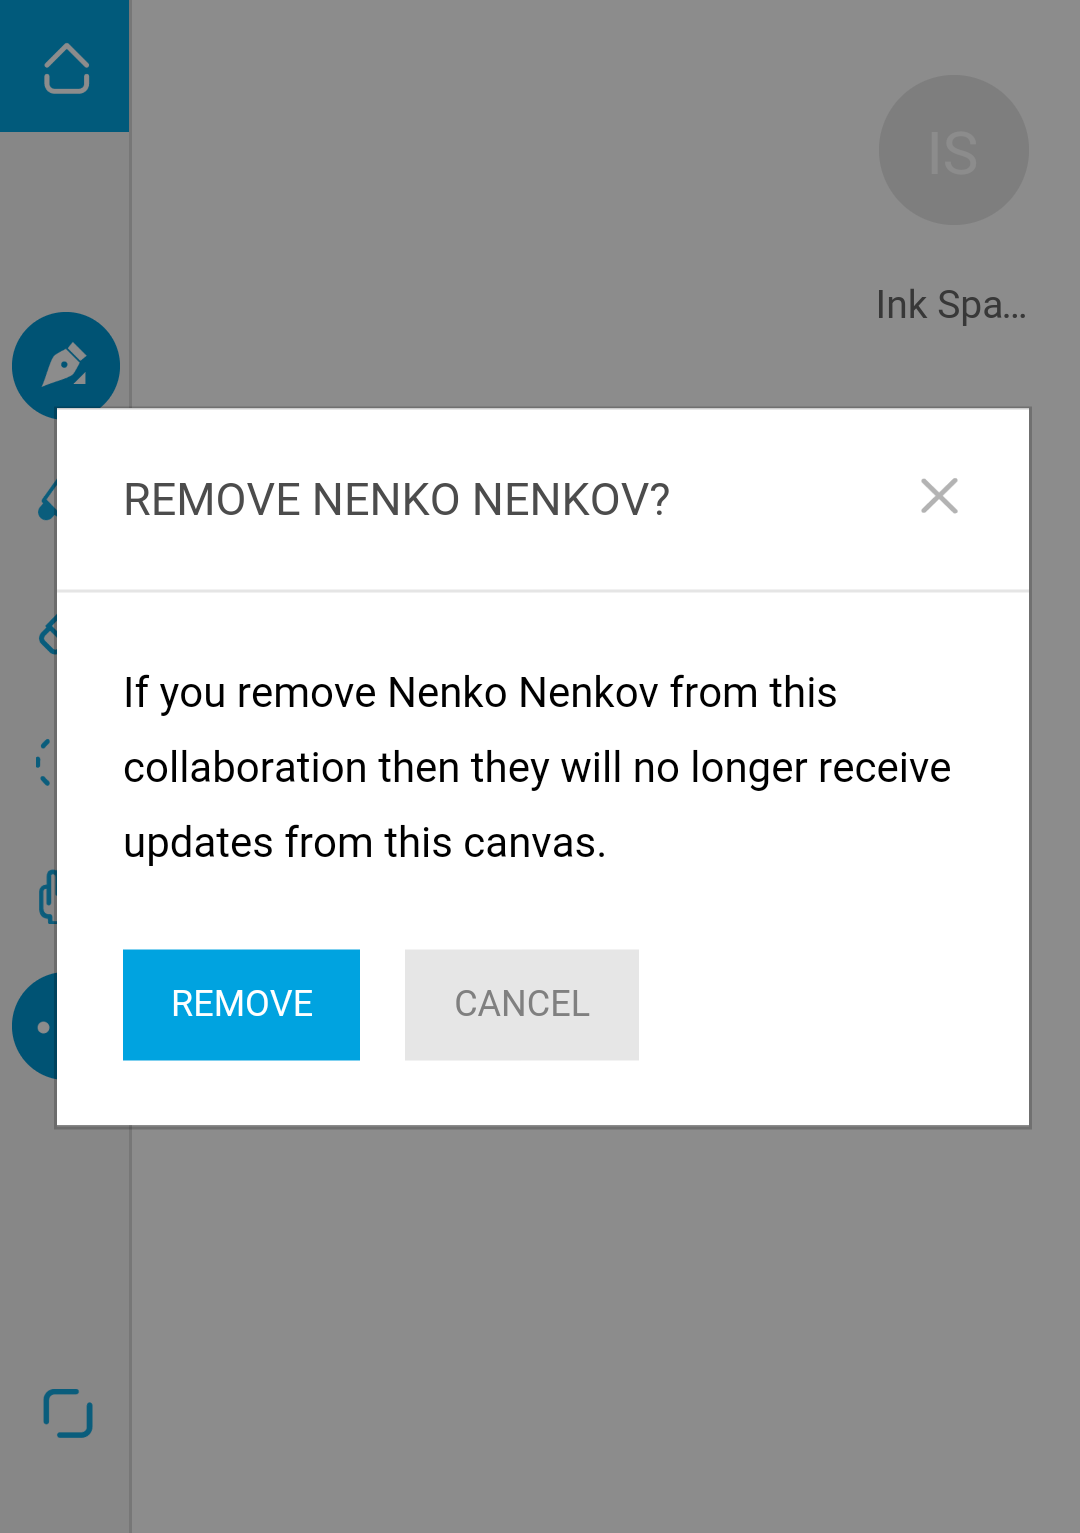 IS
Ink Spa...
REMOVE NENKO NENKOV?
If you remove Nenko Nenkov from this
collaboration then they will no longer receive
updates from this canvas.
REMOVE
CANCEL